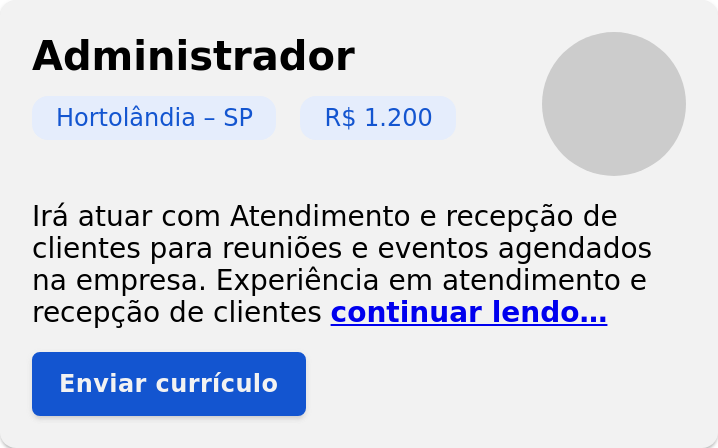 Administrador
Hortolândia – SP
R$ 1.200
Irá atuar com Atendimento e recepção de
clientes para reuniões e eventos agendados
na empresa. Experiência em atendimento e
recepção de clientes continuar lendo...
Enviar currículo